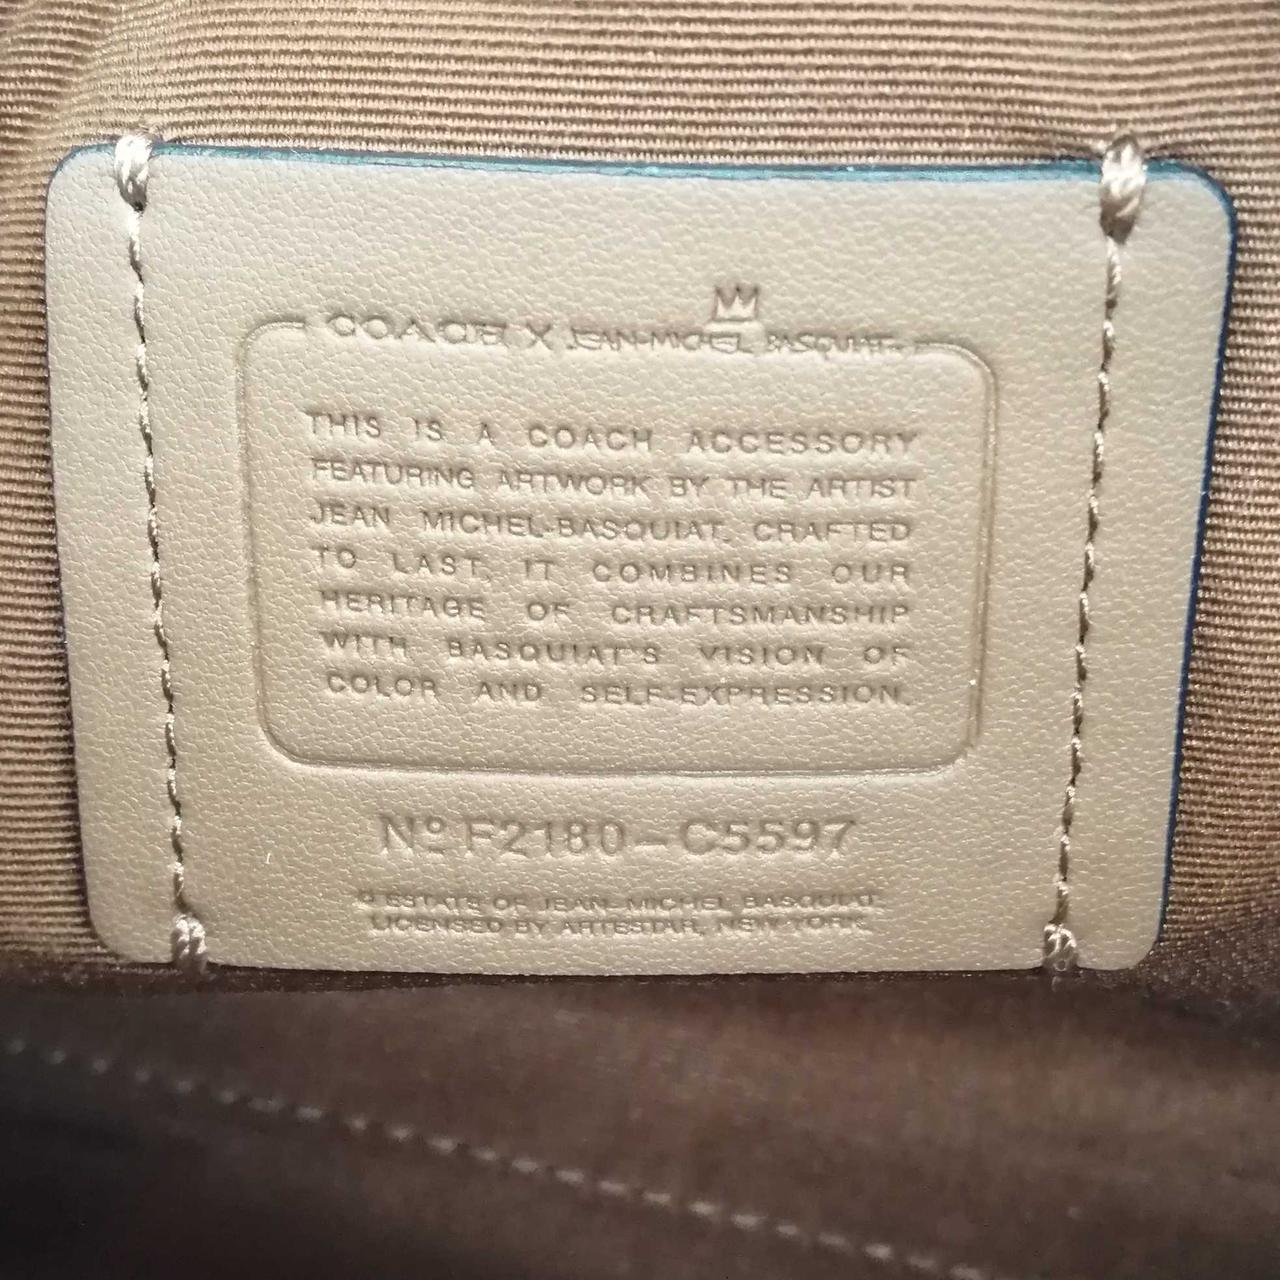 COACH X JEAN-MICHEL BASQUIAT
THIS IS A COACH ACCESSORY
FEATURING ARTWORK BY THE ARTIST
JEAN MICHEL-BASQUIAT. CRAFTED
TO LAST, IT COMBINES OUR
HERITAGE OF CRAFTSMANSHIP
WITH BASQUIAT'S VISION OF
COLOR AND SELF-EXPRESSION.
Nº F2180-C5597
© ESTATE OF JEAN-MICHEL BASQUIAT.
LICENSED BY ARTESTAR, NEW YORK.